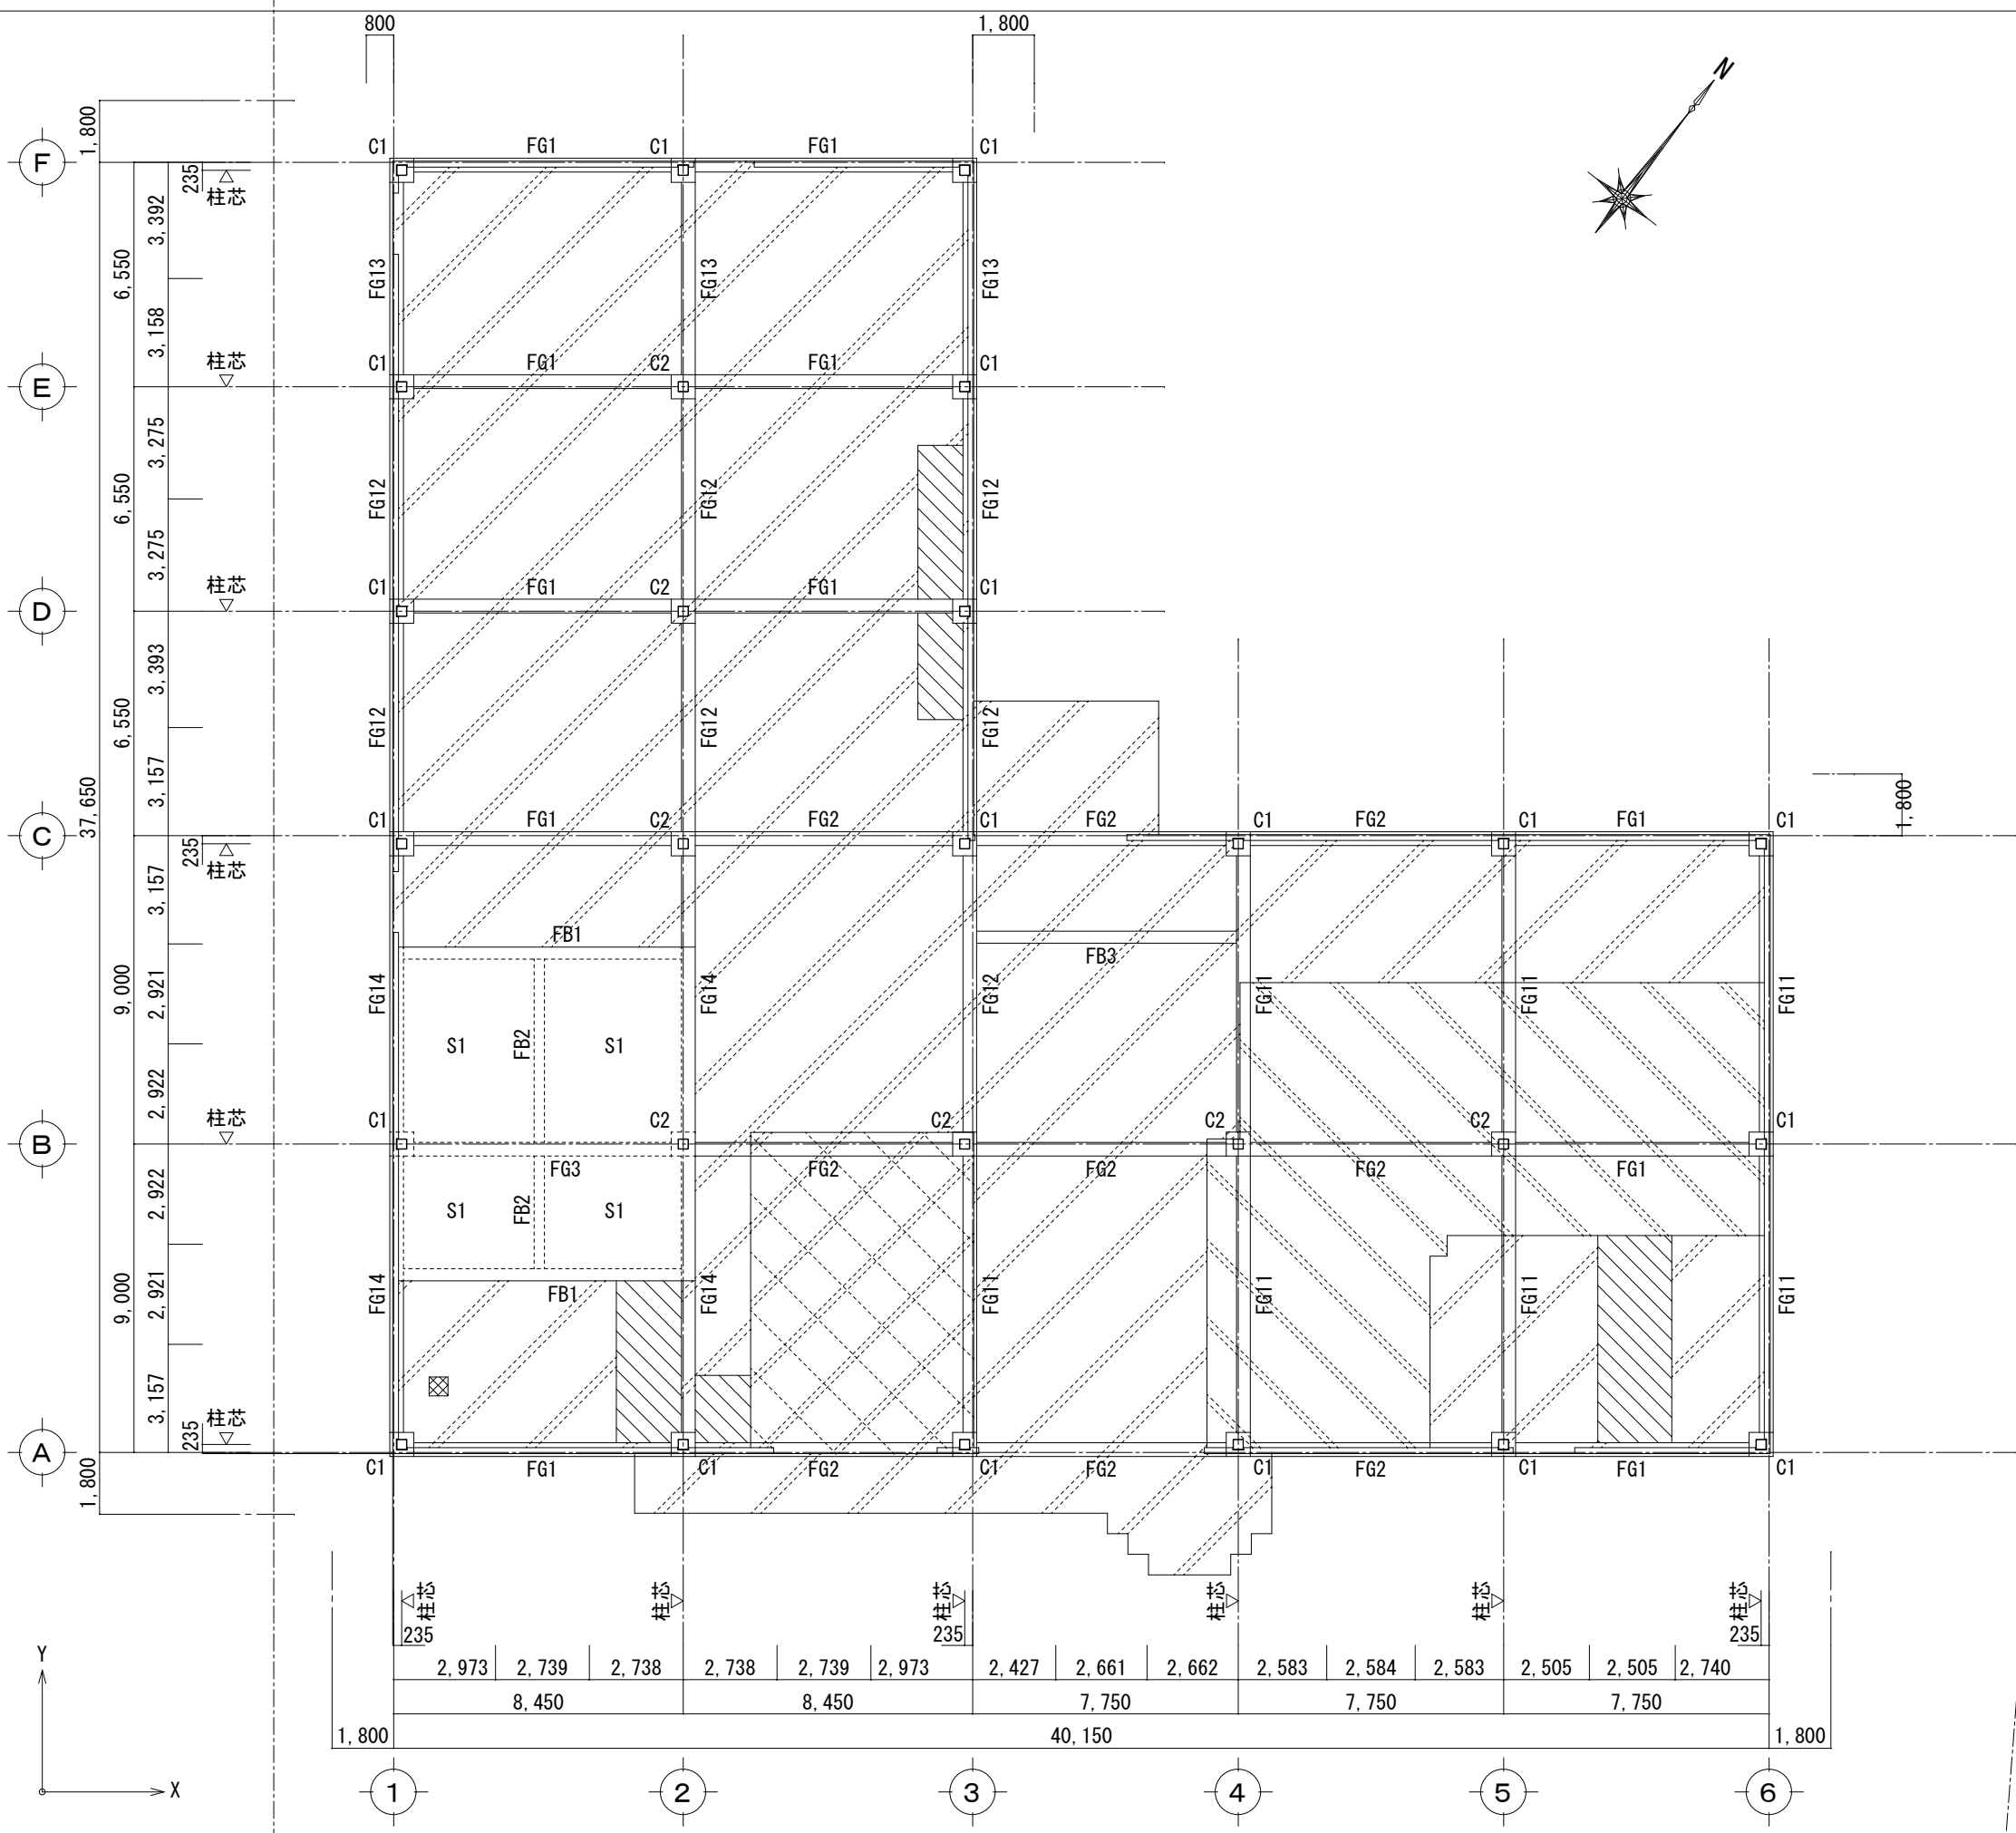 800
1,800
N
1,800
F
C1
FG1
C1
FG1
C1
235
柱芯
3,392
6,550
FG13
FG13
FG13
3,158
柱芯
E
C1
FG1
C2
FG1
C1
3,275
6,550
FG12
FG12
FG12
3,275
柱芯
D
C1
FG1
C2
FG1
C1
3,393
6,550
FG12
FG12
FG12
3,157
37,650
1,800
C
C1
FG1
C2
FG2
C1
FG2
C1
FG2
C1
FG1
C1
235
柱芯
3,157
FB1
FB3
9,000
2,921
FG14
FG14
FG12
FG11
FG11
FG11
S1
FB2
S1
2,922
柱芯
B
C1
C2
C2
C2
C2
C1
FG3
FG2
FG2
FG2
FG1
2,922
S1
FB2
S1
9,000
2,921
FG14
FB1
FG14
FG11
FG11
FG11
FG11
3,157
235
柱芯
A
C1
FG1
C1
FG2
C1
FG2
C1
FG2
C1
FG1
C1
1,800
柱芯
柱芯
柱芯
柱芯
柱芯
柱芯
235
235
235
Y
X
2,973
2,739
2,738
2,738
2,739
2,973
2,427
2,661
2,662
2,583
2,584
2,583
2,505
2,505
2,740
8,450
8,450
7,750
7,750
7,750
1,800
40,150
1,800
1
2
3
4
5
6